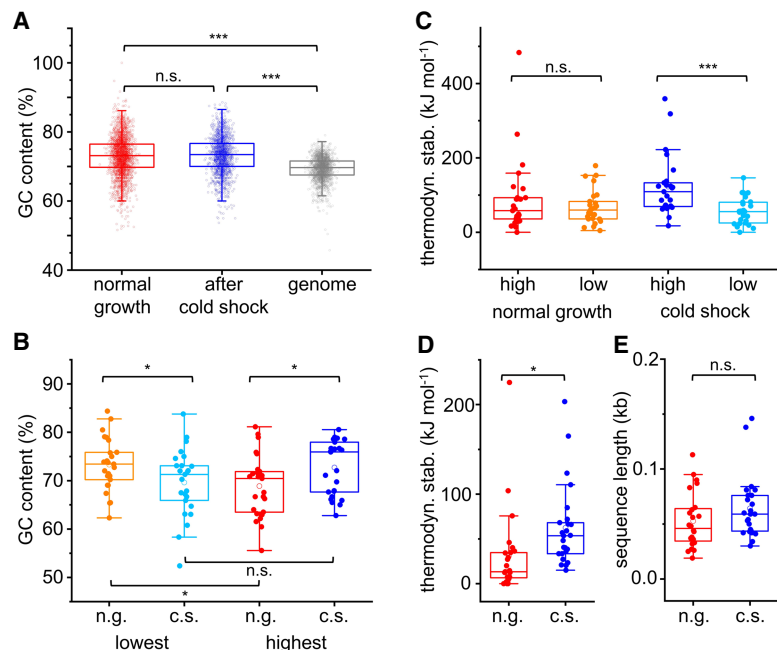 A
GC content (%)
100
80
60
40
***
n.s.
***
normal growth
after cold shock
genome
B
GC content (%)
90
80
70
60
50
*
*
n.s.
*
n.g.
c.s.
n.g.
c.s.
lowest
highest
C
thermodyn. stab. (kJ mol-1)
400
200
0
n.s.
***
high
low
high
low
normal growth
cold shock
D
thermodyn. stab. (kJ mol-1)
200
100
0
*
n.g.
c.s.
E
sequence length (kb)
0.2
0.1
0.0
n.s.
n.g.
c.s.